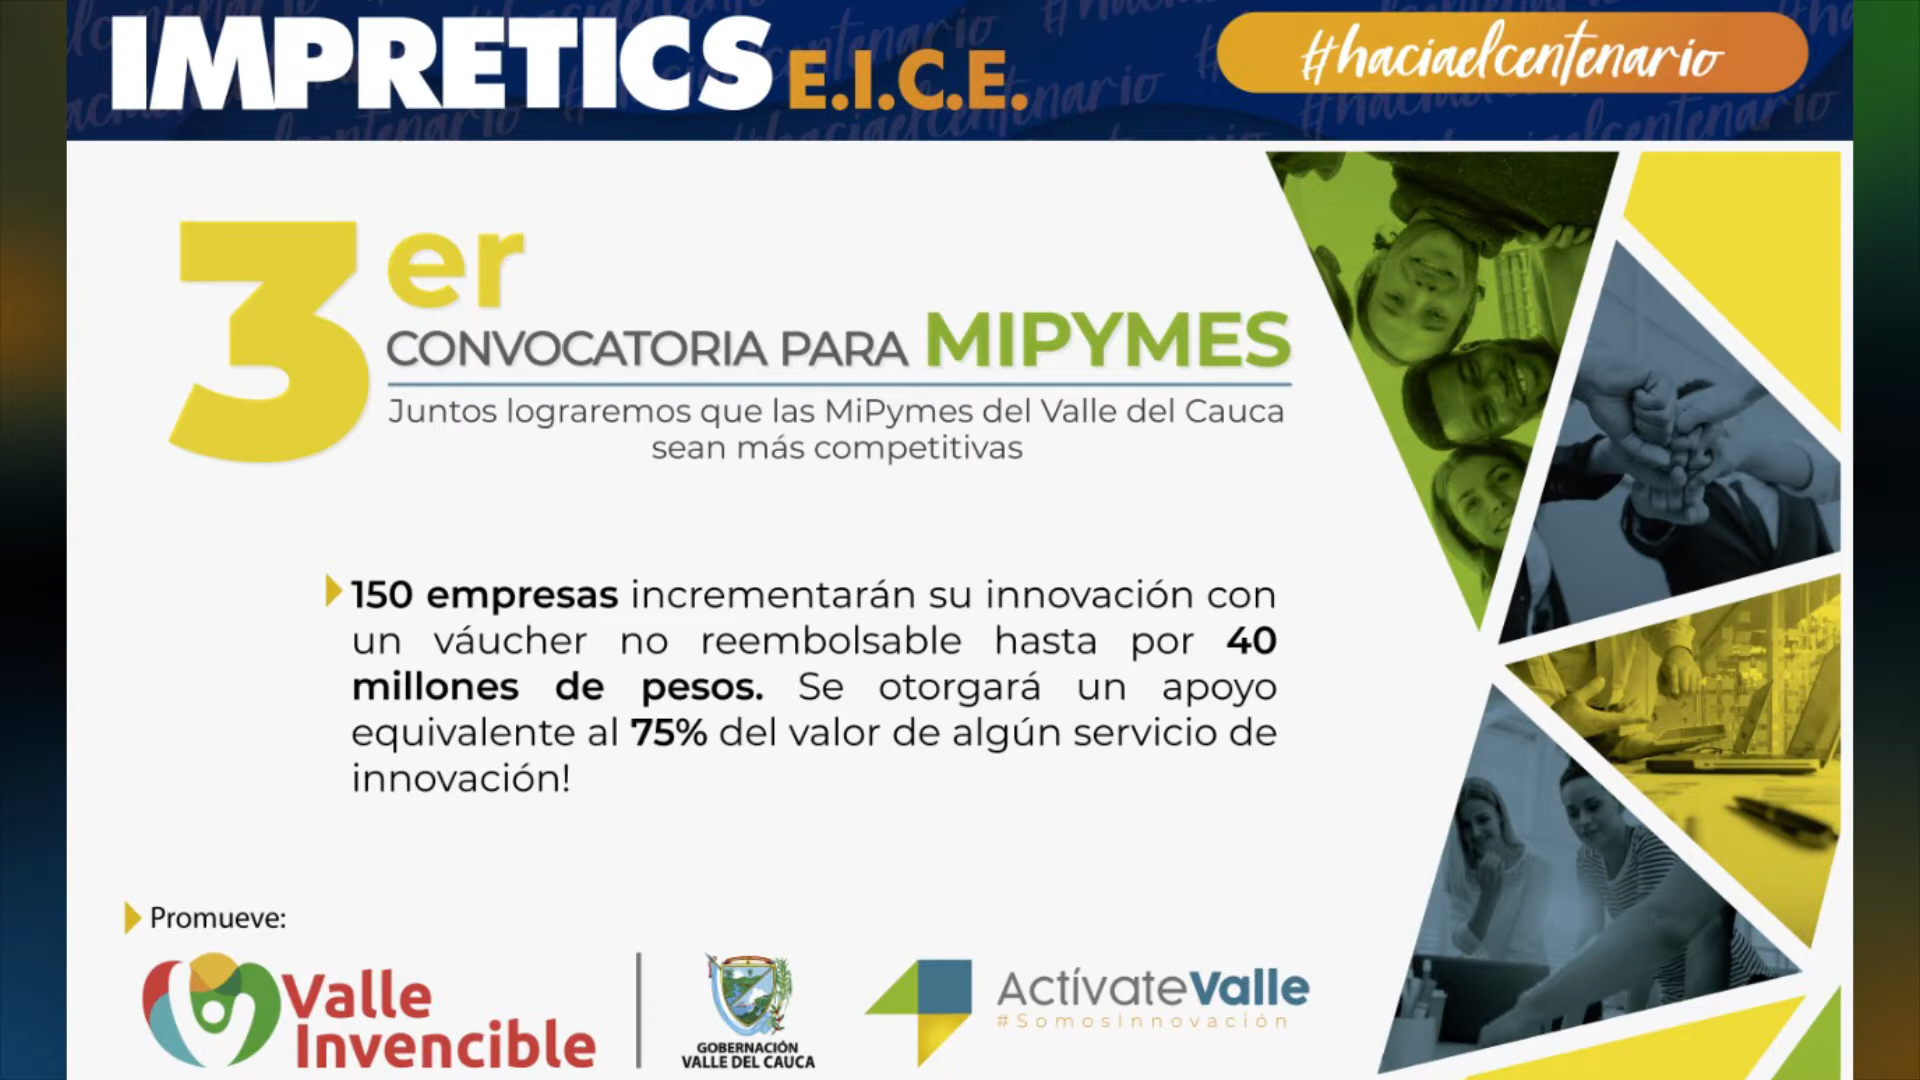 IMPRETICS E.I.C.E.
#haciaelcentenario
3er
CONVOCATORIA PARA MIPYMES
Juntos lograremos que las MiPymes del Valle del Cauca
sean más competitivas
150 empresas incrementarán su innovación con
un váucher no reembolsable hasta por 40
millones de pesos. Se otorgará un apoyo
equivalente al 75% del valor de algún servicio de
innovación!
Promueve:
Valle
Invencible
GOBERNACIÓN
VALLE DEL CAUCA
ActívateValle
#SomosInnovación